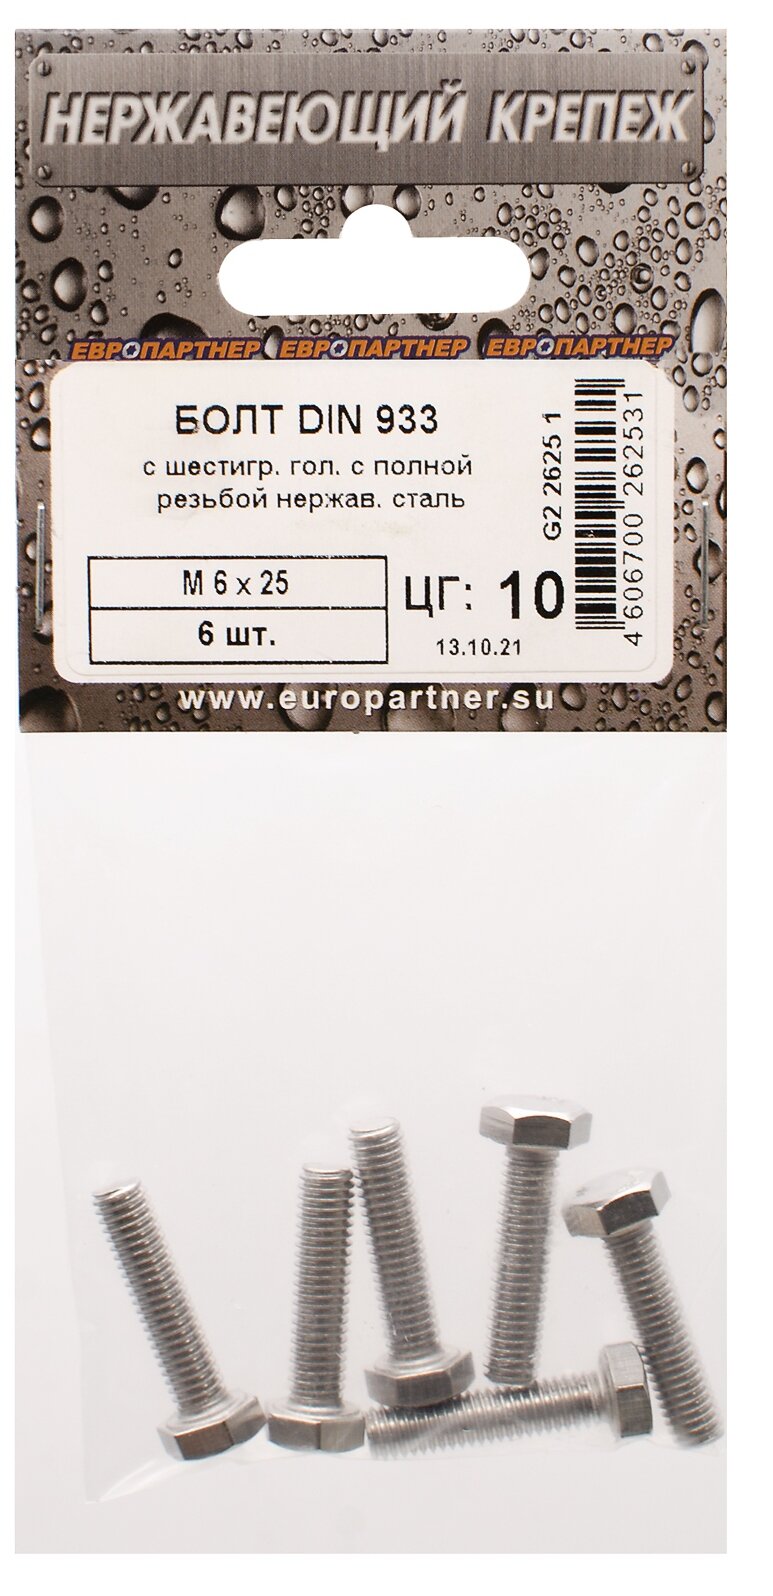 НЕРЖАВЕЮЩИЙ КРЕПЕЖ
ЕВРОПАРТНЕР ЕВРОПАРТНЕР ЕВРОПАРТНЕР
БОЛТ DIN 933
с шестигр. гол. с полной
резьбой нержав. сталь
М 6 х 25
6 шт.
ЦГ: 10
13.10.21
G2 2625 1
4 606700 262531
www.europartner.su